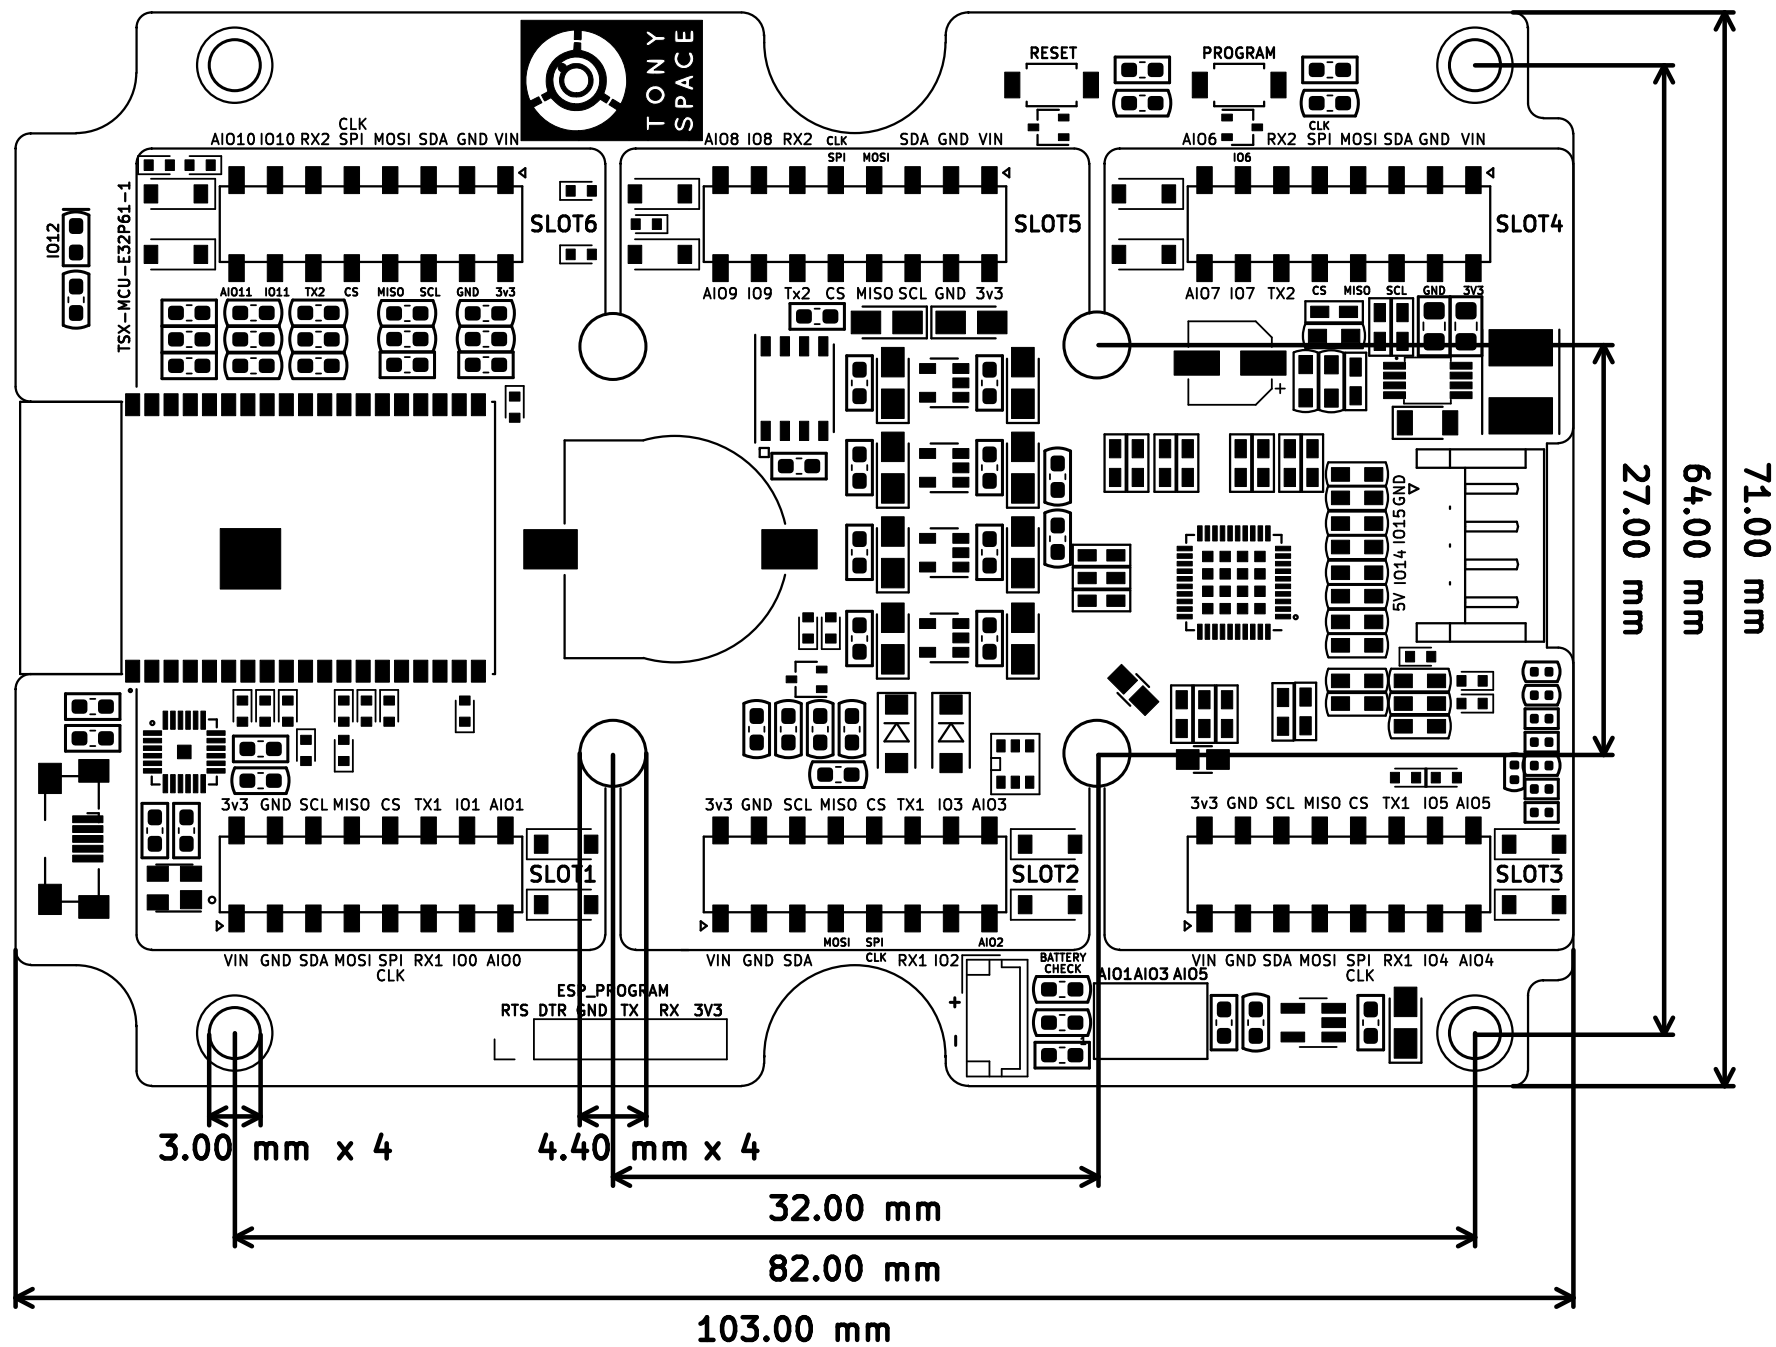 TONY
SPACE
RESET
PROGRAM
CLK
AIO10 IO10 RX2 SPI MOSI SDA GND VIN
AIO8 IO8 RX2 CLK SDA GND VIN
SPI MOSI
CLK
AIO6 RX2 SPI MOSI SDA GND VIN
IO6
IO12
TSX-MCU-E32P61-1
SLOT6
SLOT5
SLOT4
AIO11 IO11 TX2 CS MISO SCL GND 3v3
AIO9 IO9 Tx2 CS MISO SCL GND 3v3
AIO7 IO7 TX2 CS MISO SCL GND 3V3
+
5V IO14 IO15 GND
27.00 mm
64.00 mm
71.00 mm
3v3 GND SCL MISO CS TX1 IO1 AIO1
3v3 GND SCL MISO CS TX1 IO3 AIO3
3v3 GND SCL MISO CS TX1 IO5 AIO5
SLOT1
SLOT2
SLOT3
VIN GND SDA MOSI SPI RX1 IO0 AIO0
CLK
MOSI SPI AIO2
VIN GND SDA CLK RX1 IO2
VIN GND SDA MOSI SPI RX1 IO4 AIO4
CLK
BATTERY
CHECK
AIO1 AIO3 AIO5
ESP_PROGRAM
RTS DTR GND TX RX 3V3
+
-
1
3.00 mm x 4
4.40 mm x 4
32.00 mm
82.00 mm
103.00 mm